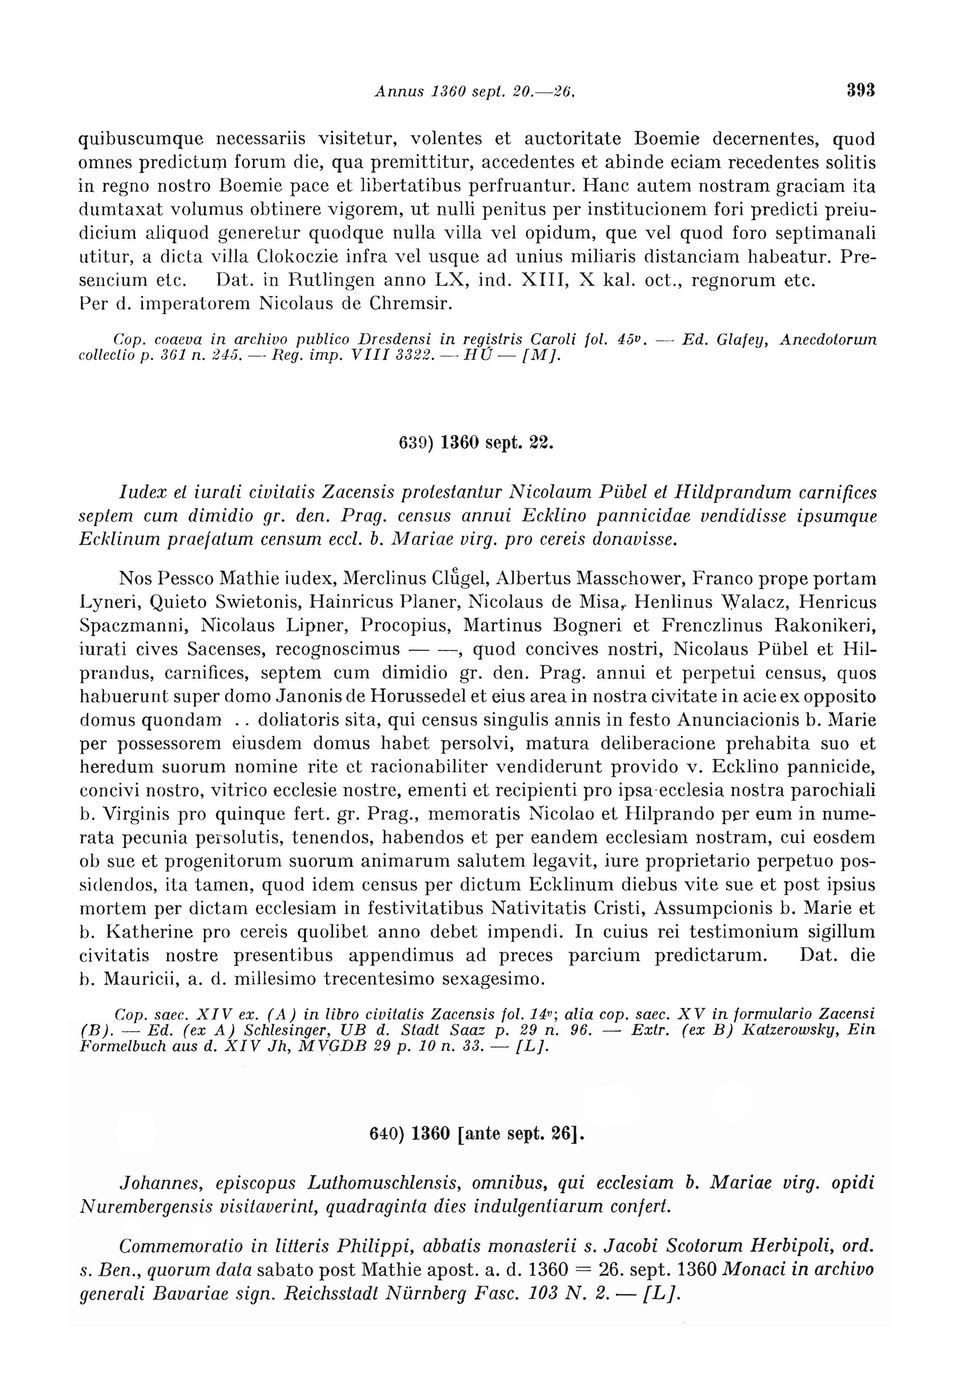 Annus 1360 sept. 20.—26. 393
quibuscumque necessariis visitetur, volentes et auctoritate Boemie decernentes, quod
omnes predictum forum die, qua premittitur, accedentes et abinde eciam recedentes solitis
in regno nostro Boemie pace et libertatibus perfruantur. Hanc autem nostram graciam ita
dumtaxat volumus obtinere vigorem, ut nulli penitus per institucionem fori predicti preiu-
dicium aliquod generetur quodque nulla villa vel opidum, que vel quod foro septimanali
utitur, a dicta villa Clokoczie infra vel usque ad unius miliaris distanciam habeatur. Pre-
sencium etc. Dat. in Rutlingen anno LX, ind. XIII, X kal. oct., regnorum etc.
Per d. imperatorem Nicolaus de Chremsir.
Cop. coaeva in archivo publico Dresdensi in registris Caroli fol. 45v. — Ed. Glafey, Anecdotorum
collectio p. 361 n. 245. — Reg. imp. VIII 3322. — HÚ — [M].
639) 1360 sept. 22.
Iudex et iurati civitatis Zacensis protestantur Nicolaum Pübel et Hildprandum carnifices
septem cum dimidio gr. den. Prag. census annui Ecklino pannicidae vendidisse ipsumque
Ecklinum praefatum censum eccl. b. Mariae virg. pro cereis donavisse.
Nos Pessco Mathie iudex, Merclinus Clůgel, Albertus Masschower, Franco prope portam
Lyneri, Quieto Swietonis, Hainricus Planer, Nicolaus de Misa, Henlinus Walacz, Henricus
Spaczmanni, Nicolaus Lipner, Procopius, Martinus Bogneri et Frenczlinus Rakonikeri,
iurati cives Sacenses, recognoscimus — —, quod concives nostri, Nicolaus Pübel et Hil-
prandus, carnifices, septem cum dimidio gr. den. Prag. annui et perpetui census, quos
habuerunt super domo Janonis de Horussedel et eius area in nostra civitate in acie ex opposito
domus quondam . . doliatoris sita, qui census singulis annis in festo Anunciacionis b. Marie
per possessorem eiusdem domus habet persolvi, matura deliberacione prehabita suo et
heredum suorum nomine rite et racionabiliter vendiderunt provido v. Ecklino pannicide,
concivi nostro, vitrico ecclesie nostre, ementi et recipienti pro ipsa ecclesia nostra parochiali
b. Virginis pro quinque fert. gr. Prag., memoratis Nicolao et Hilprando per eum in nume-
rata pecunia persolutis, tenendos, habendos et per eandem ecclesiam nostram, cui eosdem
ob sue et progenitorum suorum animarum salutem legavit, iure proprietario perpetuo pos-
sidendos, ita tamen, quod idem census per dictum Ecklinum diebus vite sue et post ipsius
mortem per dictam ecclesiam in festivitatibus Nativitatis Cristi, Assumpcionis b. Marie et
b. Katherine pro cereis quolibet anno debet impendi. In cuius rei testimonium sigillum
civitatis nostre presentibus appendimus ad preces parcium predictarum. Dat. die
b. Mauricii, a. d. millesimo trecentesimo sexagesimo.
Cop. saec. XIV ex. (A) in libro civitatis Zacensis fol. 14v; alia cop. saec. XV in formulario Zacensi
(B). — Ed. (ex A) Schlesinger, UB d. Stadt Saaz p. 29 n. 96. — Extr. (ex B) Katzerowsky, Ein
Formelbuch aus d. XIV Jh, MVGDB 29 p. 10 n. 33. — [L].
640) 1360 [ante sept. 26].
Johannes, episcopus Luthomuschlensis, omnibus, qui ecclesiam b. Mariae virg. opidi
Nurembergensis visitaverint, quadraginta dies indulgentiarum confert.
Commemoratio in litteris Philippi, abbatis monasterii s. Jacobi Scotorum Herbipoli, ord.
s. Ben., quorum data sabato post Mathie apost. a. d. 1360 = 26. sept. 1360 Monaci in archivo
generali Bavariae sign. Reichsstadt Nürnberg Fasc. 103 N. 2. — [L].